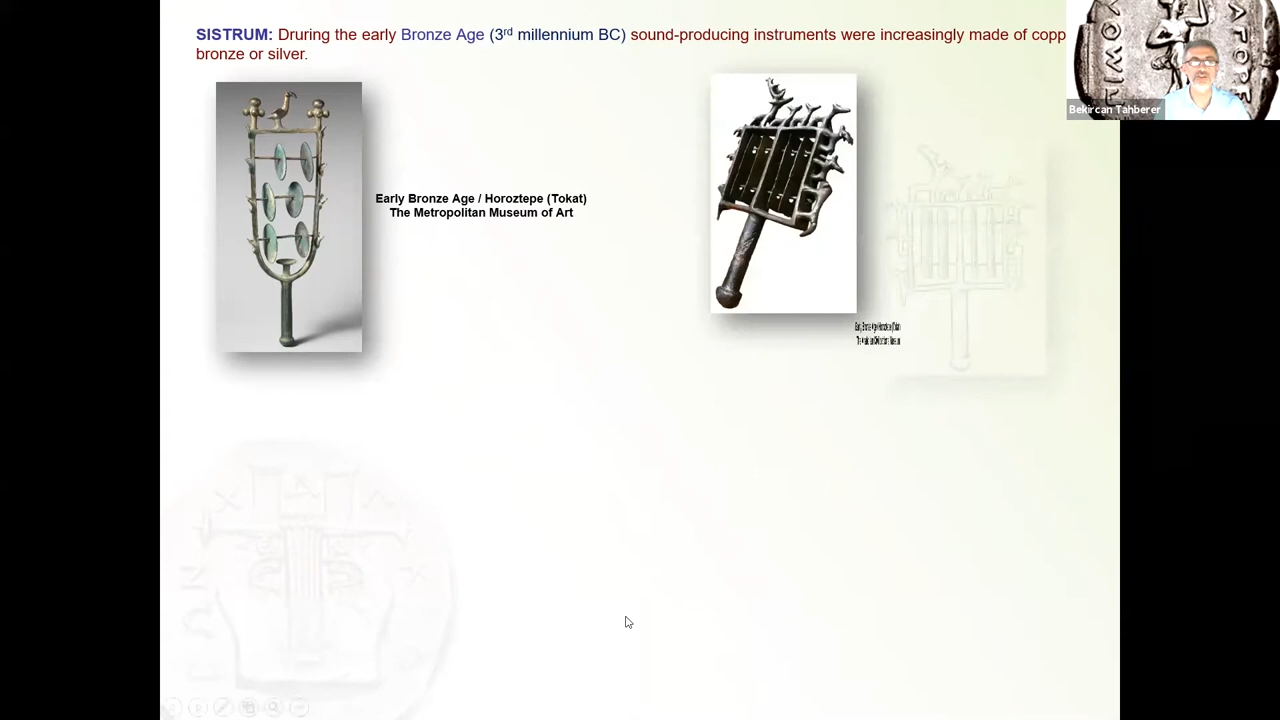 SISTRUM: Druring the early Bronze Age (3rd millennium BC) sound-producing instruments were increasingly made of copp
bronze or silver.
Bekircan Tahberer
Early Bronze Age / Horoztepe (Tokat)
The Metropolitan Museum of Art